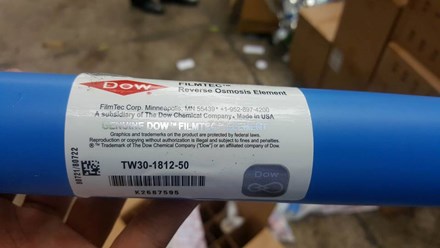 DOW
FILMTEC™
Reverse Osmosis Element
FilmTec Corp. Minneapolis, MN 55439 • +1-952-897-4200
A subsidiary of The Dow Chemical Company. Made in USA
GENUINE DOW™ FILMTEC™ ELEMENT
Graphics and trademarks on the product are protected by federal laws.
Reproduction or copying without authorization is illegal and subject to fines and penalties.
®™ Trademark of The Dow Chemical Company ("Dow") or an affiliated company of Dow.
TW30-1812-50
Dow